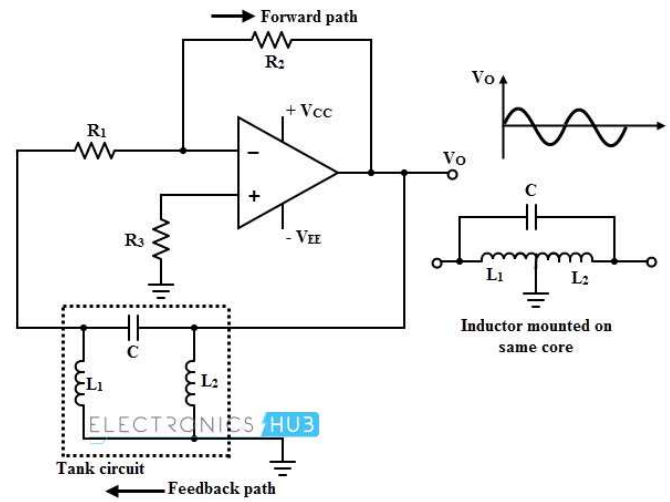 Forward path
R2
+ VCC
R1
−
+
VO
R3
- VEE
C
L1
L2
ELECTRONICS HUB
Tank circuit
Feedback path
VO
C
L1
L2
Inductor mounted on
same core